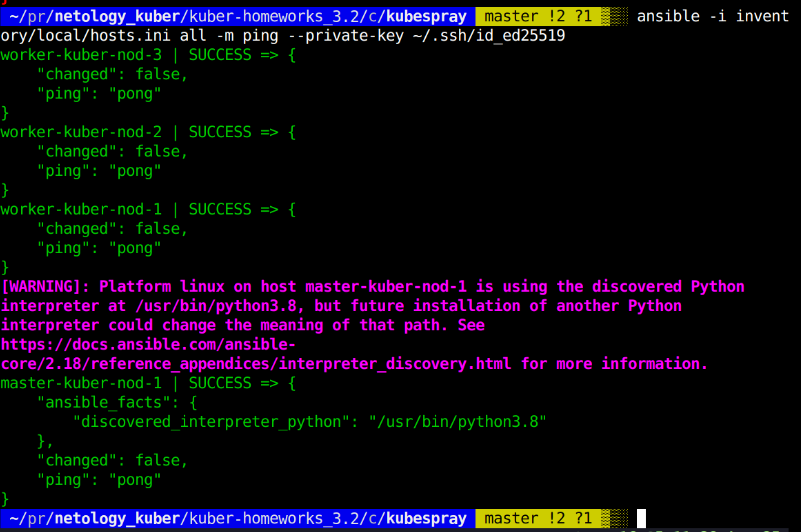 ~/pr/netology_kuber/kuber-homeworks_3.2/c/kubespray master !2 ?1 ansible -i invent
ory/local/hosts.ini all -m ping --private-key ~/.ssh/id_ed25519
worker-kuber-nod-3 | SUCCESS => {
    "changed": false,
    "ping": "pong"
}
worker-kuber-nod-2 | SUCCESS => {
    "changed": false,
    "ping": "pong"
}
worker-kuber-nod-1 | SUCCESS => {
    "changed": false,
    "ping": "pong"
}
[WARNING]: Platform linux on host master-kuber-nod-1 is using the discovered Python
interpreter at /usr/bin/python3.8, but future installation of another Python
interpreter could change the meaning of that path. See
https://docs.ansible.com/ansible-
core/2.18/reference_appendices/interpreter_discovery.html for more information.
master-kuber-nod-1 | SUCCESS => {
    "ansible_facts": {
        "discovered_interpreter_python": "/usr/bin/python3.8"
    },
    "changed": false,
    "ping": "pong"
}
~/pr/netology_kuber/kuber-homeworks_3.2/c/kubespray master !2 ?1